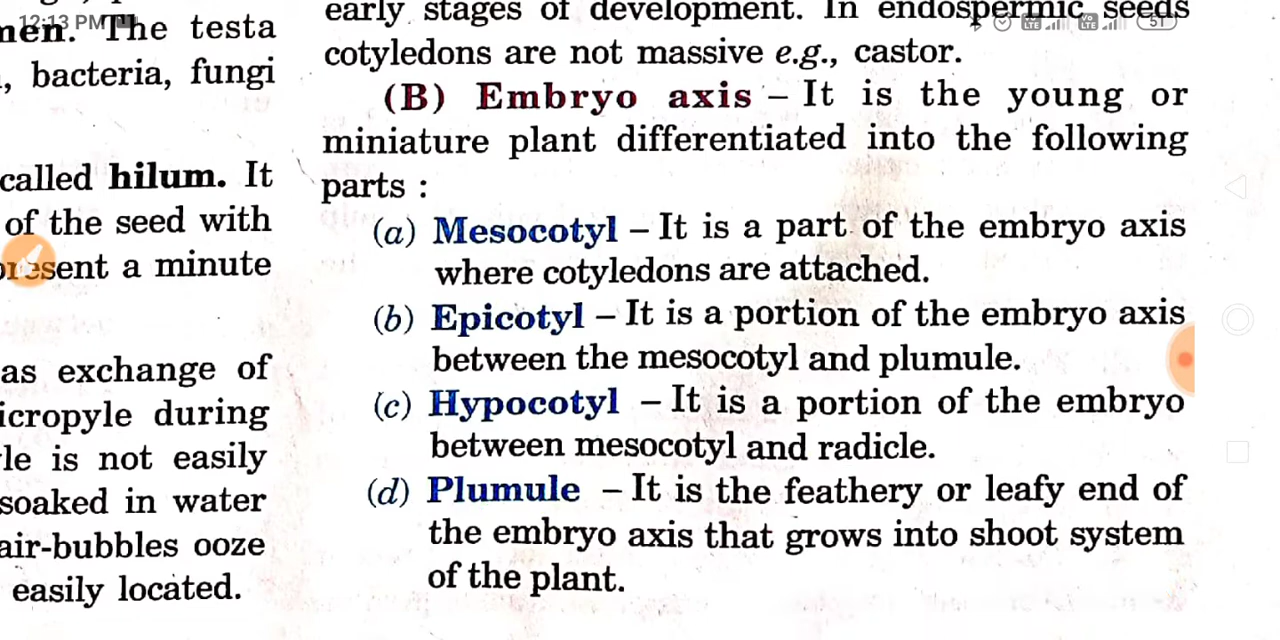 12:13 PM
51
men. The testa
, bacteria, fungi
called hilum. It
of the seed with
present a minute
as exchange of
icropyle during
le is not easily
soaked in water
air-bubbles ooze
easily located.
early stages of development. In endospermic seeds
cotyledons are not massive e.g., castor.
(B) Embryo axis – It is the young or
miniature plant differentiated into the following
parts :
(a) Mesocotyl – It is a part of the embryo axis
where cotyledons are attached.
(b) Epicotyl – It is a portion of the embryo axis
between the mesocotyl and plumule.
(c) Hypocotyl – It is a portion of the embryo
between mesocotyl and radicle.
(d) Plumule – It is the feathery or leafy end of
the embryo axis that grows into shoot system
of the plant.